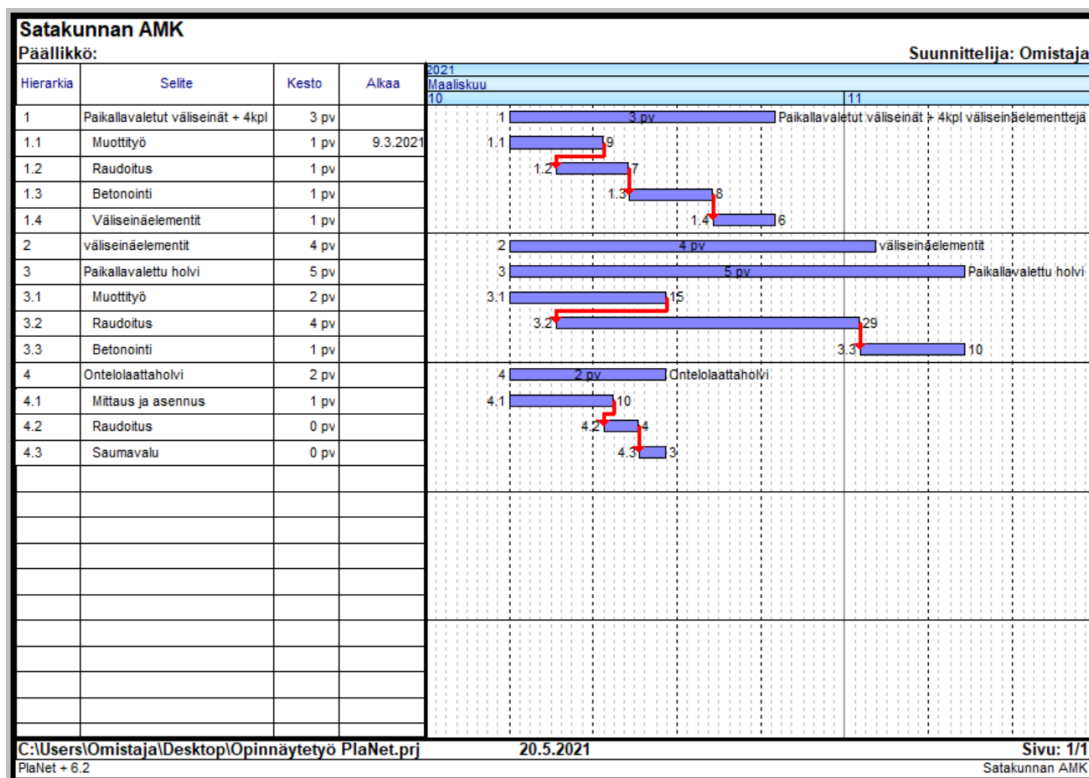 Satakunnan AMK
Päällikkö: Suunnittelija: Omistaja
Hierarkia Selite Kesto Alkaa 2021
Maaliskuu
10 11
1 Paikallavaletut väliseinät + 4kpl 3 pv 1 3 pv Paikallavaletut väliseinät + 4kpl väliseinäelementtejä
1.1 Muottityö 1 pv 9.3.2021 1.1 9
1.2 Raudoitus 1 pv 1.2 7
1.3 Betonointi 1 pv 1.3 8
1.4 Väliseinäelementit 1 pv 1.4 6
2 väliseinäelementit 4 pv 2 4 pv väliseinäelementit
3 Paikallavalettu holvi 5 pv 3 5 pv Paikallavalettu holvi
3.1 Muottityö 2 pv 3.1 15
3.2 Raudoitus 4 pv 3.2 29
3.3 Betonointi 1 pv 3.3 10
4 Ontelolaattaholvi 2 pv 4 2 pv Ontelolaattaholvi
4.1 Mittaus ja asennus 1 pv 4.1 10
4.2 Raudoitus 0 pv 4.2 4
4.3 Saumavalu 0 pv 4.3 3
C:\Users\Omistaja\Desktop\Opinnäytetyö PlaNet.prj 20.5.2021 Sivu: 1/1
PlaNet + 6.2 Satakunnan AMK